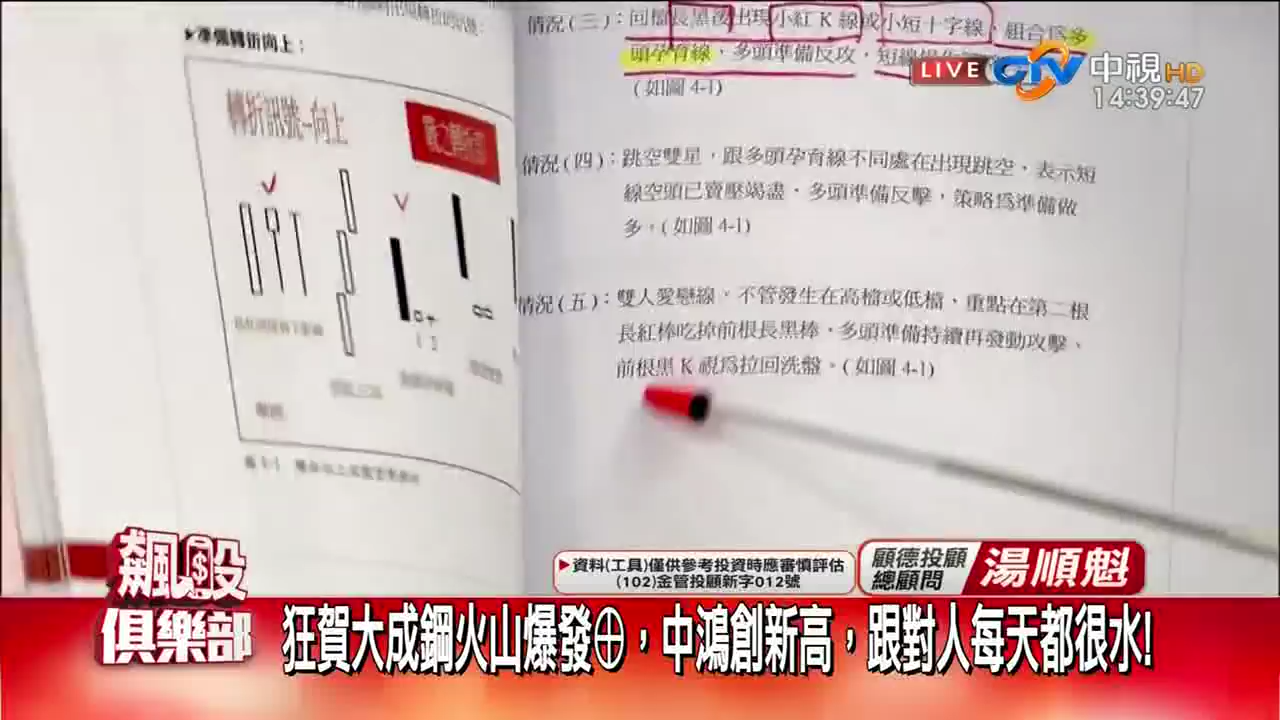 ▶準備轉折向上：
轉折訊號-向上
情況(三)：回檔長黑後出現小紅 K 線或小短十字線，組合為多
頭孕育線，多頭準備反攻，短線
(如圖 4-1)
情況(四)：跳空雙星，跟多頭孕育線不同處在出現跳空，表示短
線空頭已賣壓竭盡，多頭準備反擊，策略為準備做
多。(如圖 4-1)
情況(五)：雙人愛戀線，不管發生在高檔或低檔，重點在第二根
長紅棒吃掉前根長黑棒，多頭準備持續再發動攻擊，
前根黑 K 視為拉回洗盤。(如圖 4-1)
LIVE CTV 中視HD
14:39:47
▶資料(工具)僅供參考投資時應審慎評估
(102)金管投顧新字012號
顧德投顧
總顧問
湯順魁
飆股
俱樂部
狂賀大成鋼火山爆發㊉，中鴻創新高，跟對人每天都很水!